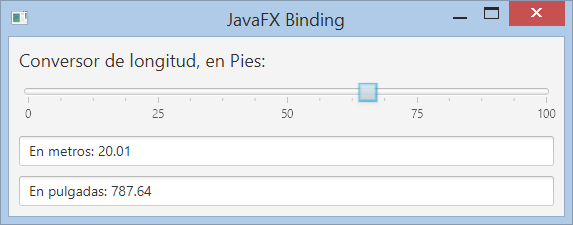 JavaFX Binding
Conversor de longitud, en Pies:
0 25 50 75 100
En metros: 20.01
En pulgadas: 787.64